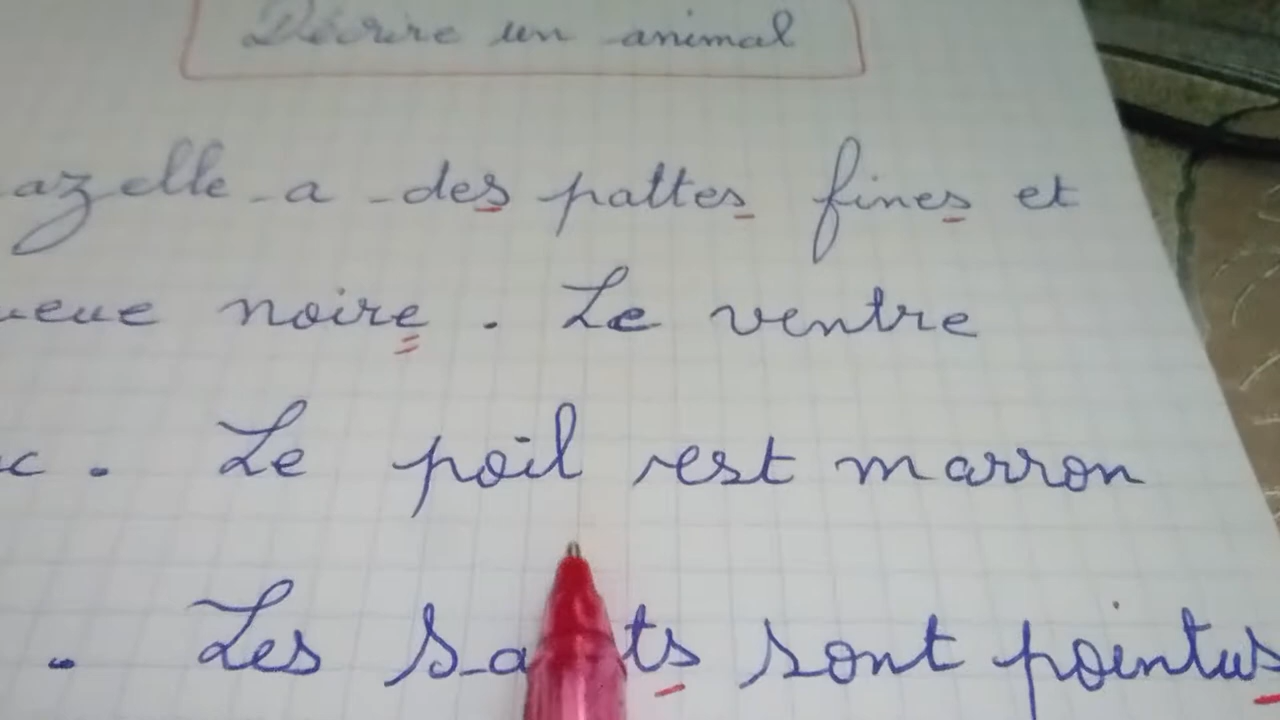 Décrire un animal
azelle a des pattes fines et
ueue noire. Le ventre
c. Le poil est marron
. Les sont pointus